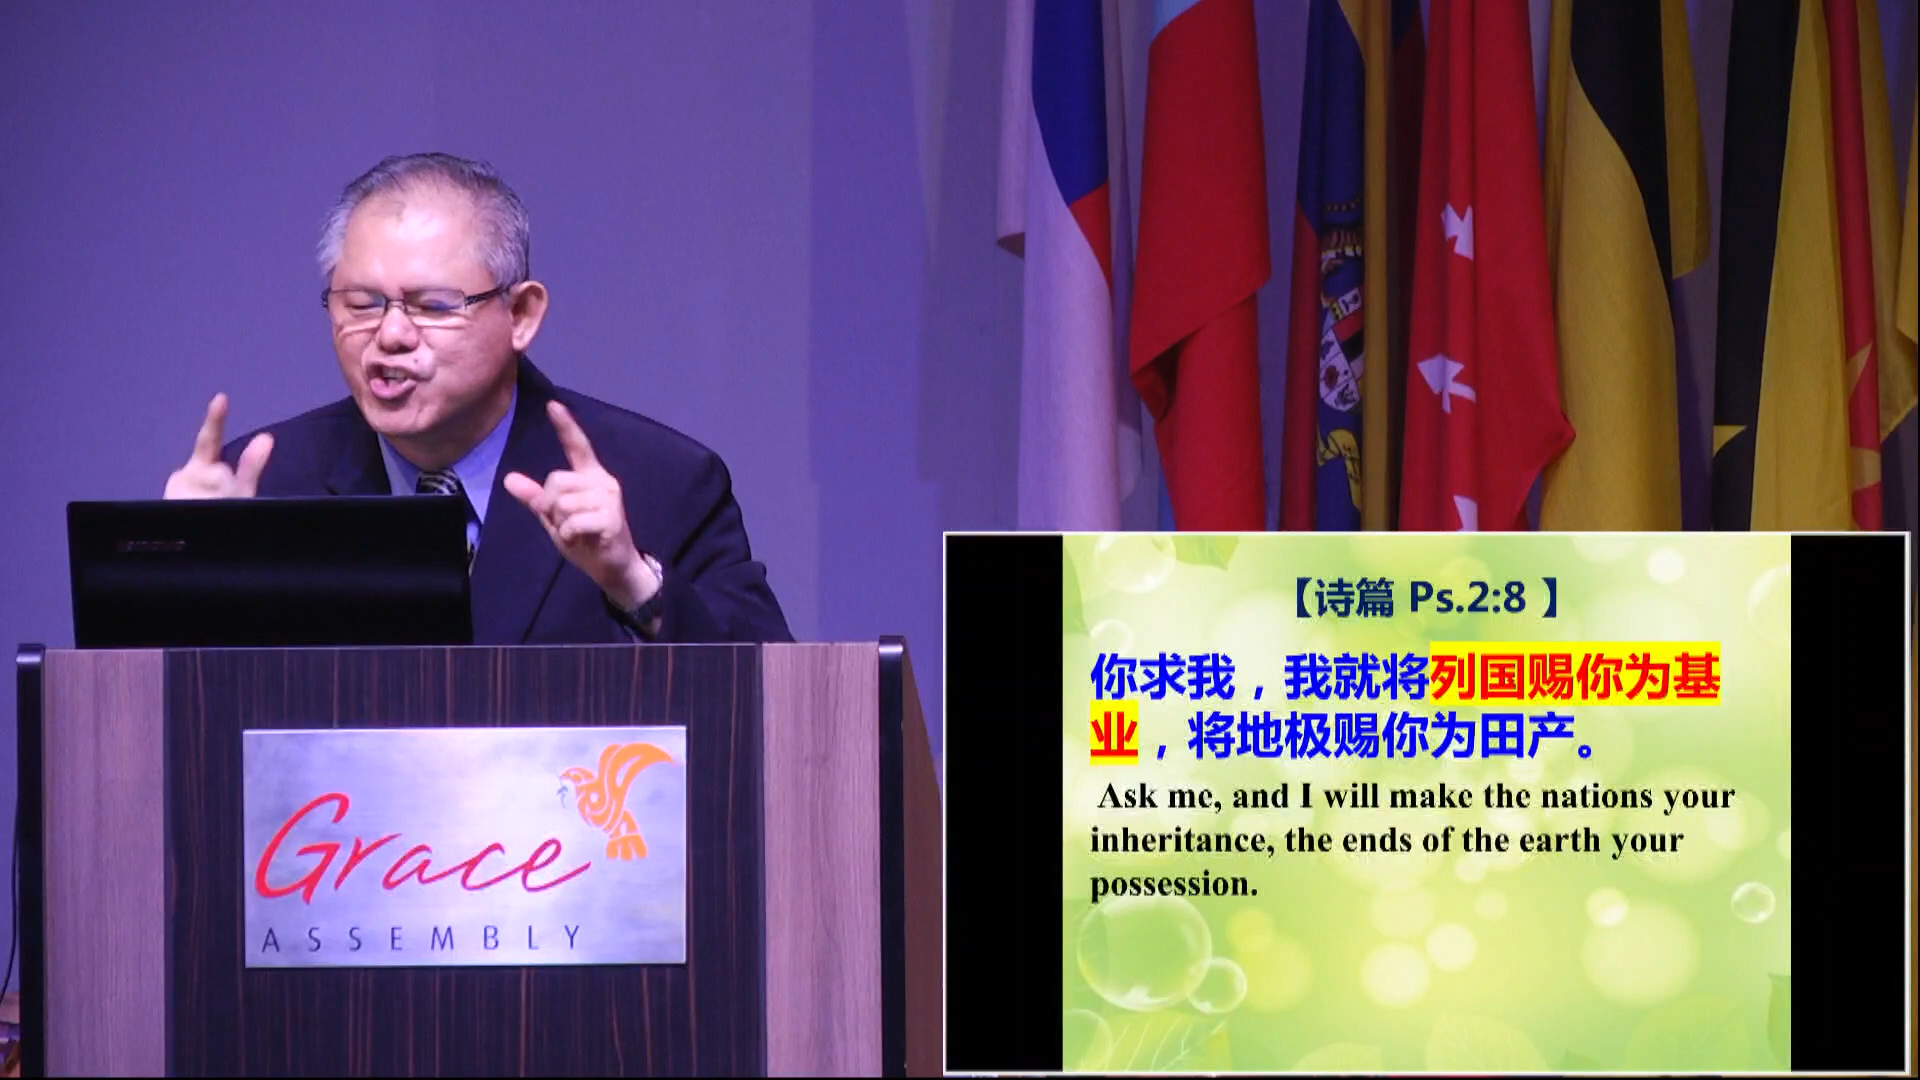 lenovo
Grace
ASSEMBLY
【诗篇 Ps.2:8 】
你求我，我就将列国赐你为基
业，将地极赐你为田产。
Ask me, and I will make the nations your
inheritance, the ends of the earth your
possession.